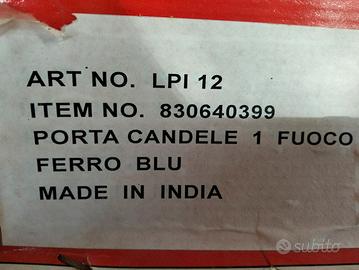 ART NO. LPI 12
ITEM NO. 830640399
PORTA CANDELE 1 FUOCO
FERRO BLU
MADE IN INDIA
subito